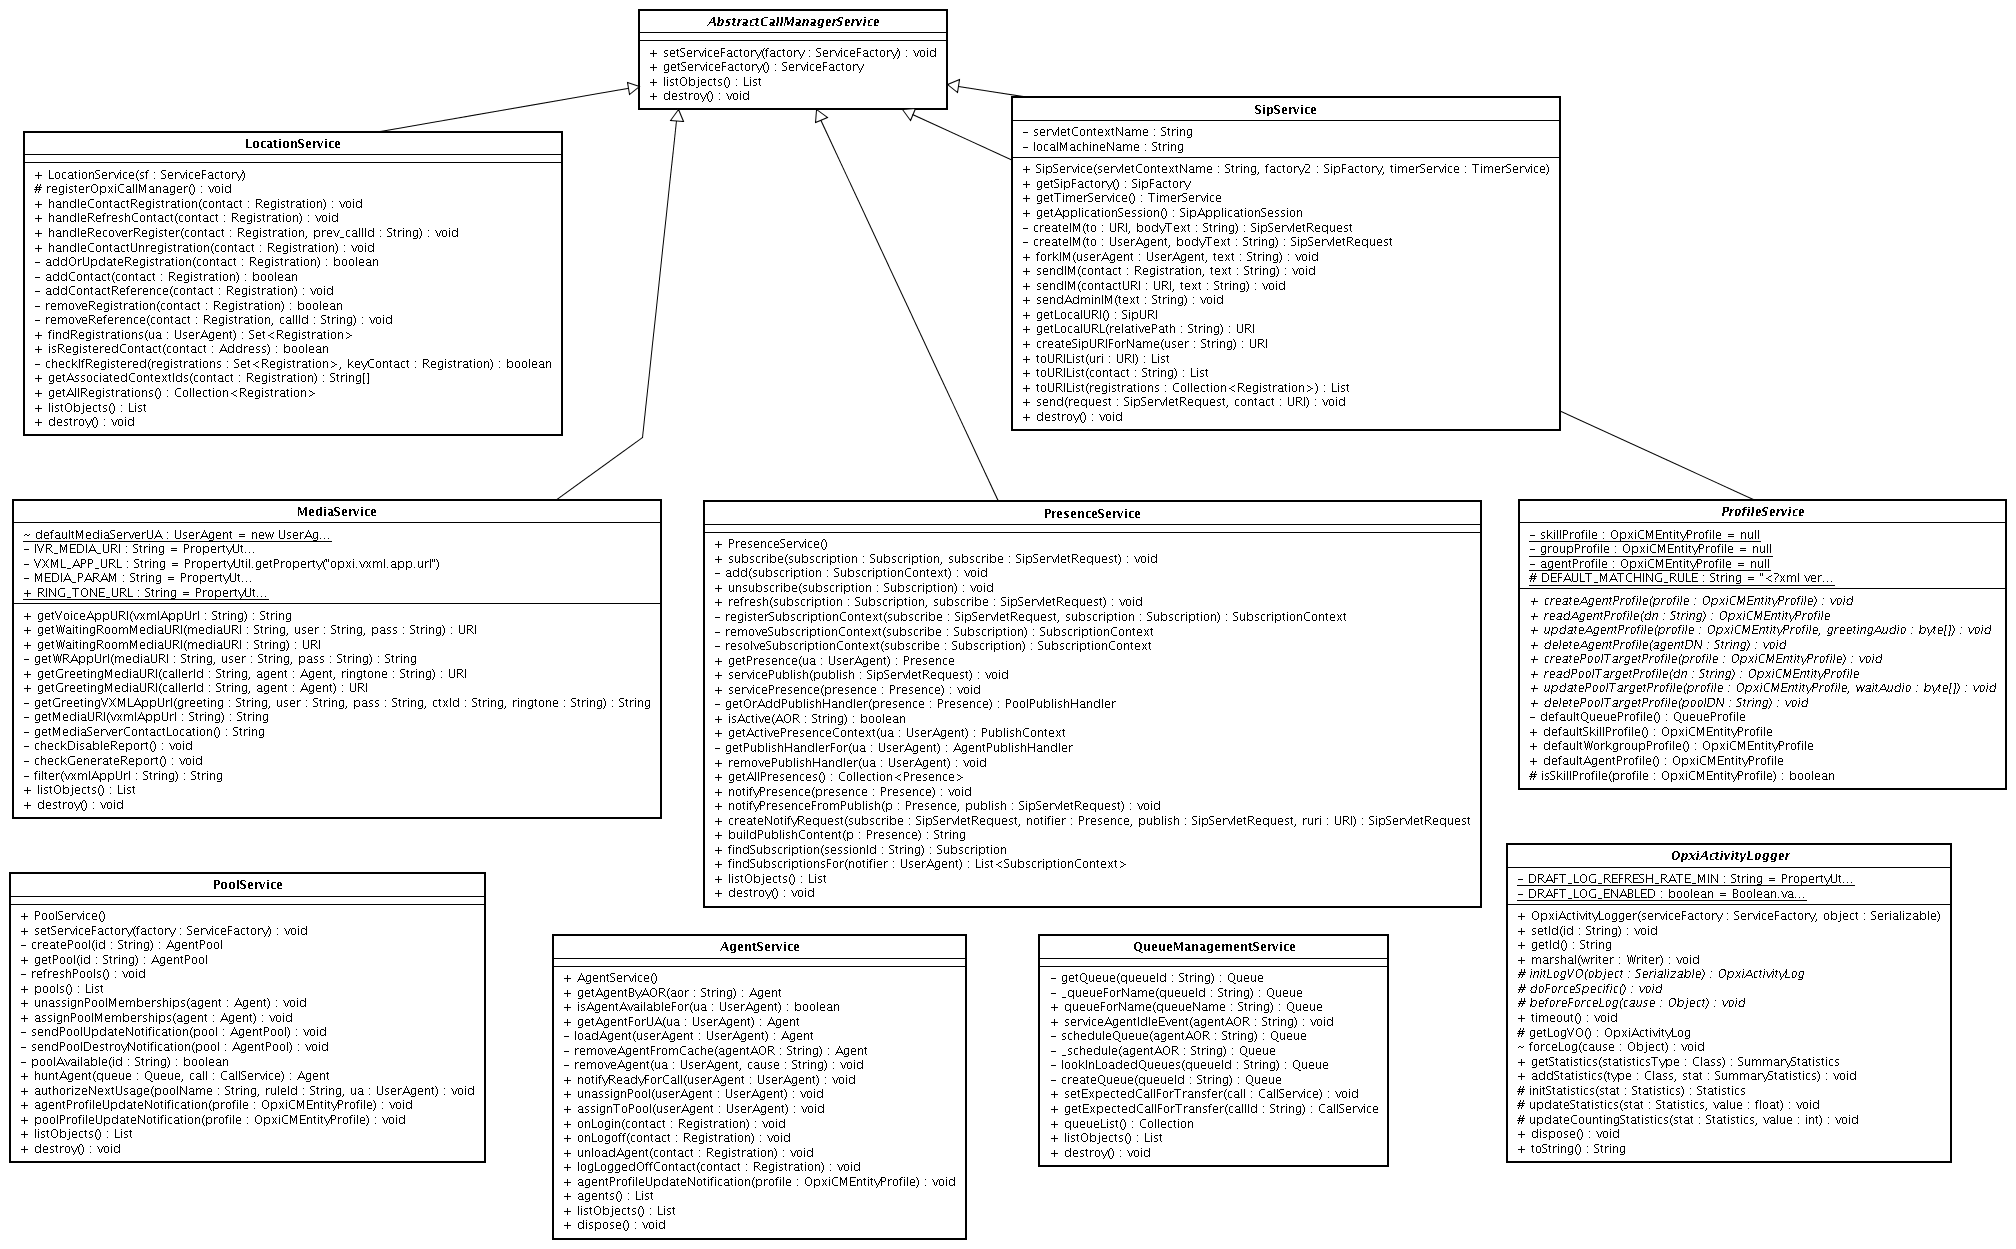 AbstractCallManagerService
+ setServiceFactory(factory : ServiceFactory) : void
+ getServiceFactory() : ServiceFactory
+ listObjects() : List
+ destroy() : void
LocationService
+ LocationService(sf : ServiceFactory)
# registerOpxiCallManager() : void
+ handleContactRegistration(contact : Registration) : void
+ handleRefreshContact(contact : Registration) : void
+ handleRecoverRegister(contact : Registration, prev_callId : String) : void
+ handleContactUnregistration(contact : Registration) : void
- addOrUpdateRegistration(contact : Registration) : boolean
- addContact(contact : Registration) : boolean
- addContactReference(contact : Registration) : void
- removeRegistration(contact : Registration) : boolean
- removeReference(contact : Registration, callId : String) : void
+ findRegistrations(ua : UserAgent) : Set<Registration>
+ isRegisteredContact(contact : Address) : boolean
- checkIfRegistered(registrations : Set<Registration>, keyContact : Registration) : boolean
+ getAssociatedContextIds(contact : Registration) : String[]
+ getAllRegistrations() : Collection<Registration>
+ listObjects() : List
+ destroy() : void
SipService
- servletContextName : String
- localMachineName : String
+ SipService(servletContextName : String, factory2 : SipFactory, timerService : TimerService)
+ getSipFactory() : SipFactory
+ getTimerService() : TimerService
+ getApplicationSession() : SipApplicationSession
- createIM(to : URI, bodyText : String) : SipServletRequest
- createIM(to : UserAgent, bodyText : String) : SipServletRequest
+ forkIM(userAgent : UserAgent, text : String) : void
+ sendIM(contact : Registration, text : String) : void
+ sendIM(contactURI : URI, text : String) : void
+ sendAdminIM(text : String) : void
+ getLocalURI() : SipURI
+ getLocalURL(relativePath : String) : URI
+ createSipURIForName(user : String) : URI
+ toURIList(uri : URI) : List
+ toURIList(contact : String) : List
+ toURIList(registrations : Collection<Registration>) : List
+ send(request : SipServletRequest, contact : URI) : void
+ destroy() : void
MediaService
~ defaultMediaServerUA : UserAgent = new UserAg...
- IVR_MEDIA_URI : String = PropertyUt...
- VXML_APP_URL : String = PropertyUtil.getProperty("opxi.vxml.app.url")
- MEDIA_PARAM : String = PropertyUt...
+ RING_TONE_URL : String = PropertyUt...
+ getVoiceAppURI(vxmlAppUrl : String) : String
+ getWaitingRoomMediaURI(mediaURI : String, user : String, pass : String) : URI
+ getWaitingRoomMediaURI(mediaURI : String) : URI
- getWRAppUrl(mediaURI : String, user : String, pass : String) : String
+ getGreetingMediaURI(callerId : String, agent : Agent, ringtone : String) : URI
+ getGreetingMediaURI(callerId : String, agent : Agent) : URI
- getGreetingVXMLAppUrl(greeting : String, user : String, pass : String, ctxId : String, ringtone : String) : String
- getMediaURI(vxmlAppUrl : String) : String
- getMediaServerContactLocation() : String
- checkDisableReport() : void
- checkGenerateReport() : void
- filter(vxmlAppUrl : String) : String
+ listObjects() : List
+ destroy() : void
PresenceService
+ PresenceService()
+ subscribe(subscription : Subscription, subscribe : SipServletRequest) : void
- add(subscription : SubscriptionContext) : void
+ unsubscribe(subscription : Subscription) : void
+ refresh(subscription : Subscription, subscribe : SipServletRequest) : void
- registerSubscriptionContext(subscribe : SipServletRequest, subscription : Subscription) : SubscriptionContext
- removeSubscriptionContext(subscribe : Subscription) : SubscriptionContext
- resolveSubscriptionContext(subscribe : Subscription) : SubscriptionContext
+ getPresence(ua : UserAgent) : Presence
+ servicePublish(publish : SipServletRequest) : void
+ servicePresence(presence : Presence) : void
- getOrAddPublishHandler(presence : Presence) : PoolPublishHandler
+ isActive(AOR : String) : boolean
+ getActivePresenceContext(ua : UserAgent) : PublishContext
- getPublishHandlerFor(ua : UserAgent) : AgentPublishHandler
+ removePublishHandler(ua : UserAgent) : void
+ getAllPresences() : Collection<Presence>
+ notifyPresence(presence : Presence) : void
+ notifyPresenceFromPublish(p : Presence, publish : SipServletRequest) : void
+ createNotifyRequest(subscribe : SipServletRequest, notifier : Presence, publish : SipServletRequest, ruri : URI) : SipServletRequest
+ buildPublishContent(p : Presence) : String
+ findSubscription(sessionId : String) : Subscription
+ findSubscriptionsFor(notifier : UserAgent) : List<SubscriptionContext>
+ listObjects() : List
+ destroy() : void
ProfileService
- skillProfile : OpxiCMEntityProfile = null
- groupProfile : OpxiCMEntityProfile = null
- agentProfile : OpxiCMEntityProfile = null
# DEFAULT_MATCHING_RULE : String = "<?xml ver...
+ createAgentProfile(profile : OpxiCMEntityProfile) : void
+ readAgentProfile(dn : String) : OpxiCMEntityProfile
+ updateAgentProfile(profile : OpxiCMEntityProfile, greetingAudio : byte[]) : void
+ deleteAgentProfile(agentDN : String) : void
+ createPoolTargetProfile(profile : OpxiCMEntityProfile) : void
+ readPoolTargetProfile(dn : String) : OpxiCMEntityProfile
+ updatePoolTargetProfile(profile : OpxiCMEntityProfile, waitAudio : byte[]) : void
+ deletePoolTargetProfile(poolDN : String) : void
- defaultQueueProfile() : QueueProfile
+ defaultSkillProfile() : OpxiCMEntityProfile
+ defaultWorkgroupProfile() : OpxiCMEntityProfile
+ defaultAgentProfile() : OpxiCMEntityProfile
# isSkillProfile(profile : OpxiCMEntityProfile) : boolean
PoolService
+ PoolService()
+ setServiceFactory(factory : ServiceFactory) : void
- createPool(id : String) : AgentPool
+ getPool(id : String) : AgentPool
- refreshPools() : void
+ pools() : List
+ unassignPoolMemberships(agent : Agent) : void
+ assignPoolMemberships(agent : Agent) : void
- sendPoolUpdateNotification(pool : AgentPool) : void
- sendPoolDestroyNotification(pool : AgentPool) : void
- poolAvailable(id : String) : boolean
+ huntAgent(queue : Queue, call : CallService) : Agent
+ authorizeNextUsage(poolName : String, ruleId : String, ua : UserAgent) : void
+ agentProfileUpdateNotification(profile : OpxiCMEntityProfile) : void
+ poolProfileUpdateNotification(profile : OpxiCMEntityProfile) : void
+ listObjects() : List
+ destroy() : void
AgentService
+ AgentService()
+ getAgentByAOR(aor : String) : Agent
+ isAgentAvailableFor(ua : UserAgent) : boolean
+ getAgentForUA(ua : UserAgent) : Agent
- loadAgent(userAgent : UserAgent) : Agent
- removeAgentFromCache(agentAOR : String) : Agent
- removeAgent(ua : UserAgent, cause : String) : void
+ notifyReadyForCall(userAgent : UserAgent) : void
+ unassignPool(userAgent : UserAgent) : void
+ assignToPool(userAgent : UserAgent) : void
+ onLogin(contact : Registration) : void
+ onLogoff(contact : Registration) : void
+ unloadAgent(contact : Registration) : void
+ logLoggedOffContact(contact : Registration) : void
+ agentProfileUpdateNotification(profile : OpxiCMEntityProfile) : void
+ agents() : List
+ listObjects() : List
+ dispose() : void
QueueManagementService
- getQueue(queueId : String) : Queue
- _queueForName(queueId : String) : Queue
+ queueForName(queueName : String) : Queue
+ serviceAgentIdleEvent(agentAOR : String) : void
- scheduleQueue(agentAOR : String) : Queue
- _schedule(agentAOR : String) : Queue
- lookInLoadedQueues(queueId : String) : Queue
- createQueue(queueId : String) : Queue
+ setExpectedCallForTransfer(call : CallService) : void
+ getExpectedCallForTransfer(callId : String) : CallService
+ queueList() : Collection
+ listObjects() : List
+ destroy() : void
OpxiActivityLogger
- DRAFT_LOG_REFRESH_RATE_MIN : String = PropertyUt...
- DRAFT_LOG_ENABLED : boolean = Boolean.va...
+ OpxiActivityLogger(serviceFactory : ServiceFactory, object : Serializable)
+ setId(id : String) : void
+ getId() : String
+ marshal(writer : Writer) : void
# initLogVO(object : Serializable) : OpxiActivityLog
# doForceSpecific() : void
# beforeForceLog(cause : Object) : void
+ timeout() : void
# getLogVO() : OpxiActivityLog
~ forceLog(cause : Object) : void
+ getStatistics(statisticsType : Class) : SummaryStatistics
+ addStatistics(type : Class, stat : SummaryStatistics) : void
# initStatistics(stat : Statistics) : Statistics
# updateStatistics(stat : Statistics, value : float) : void
# updateCountingStatistics(stat : Statistics, value : int) : void
+ dispose() : void
+ toString() : String